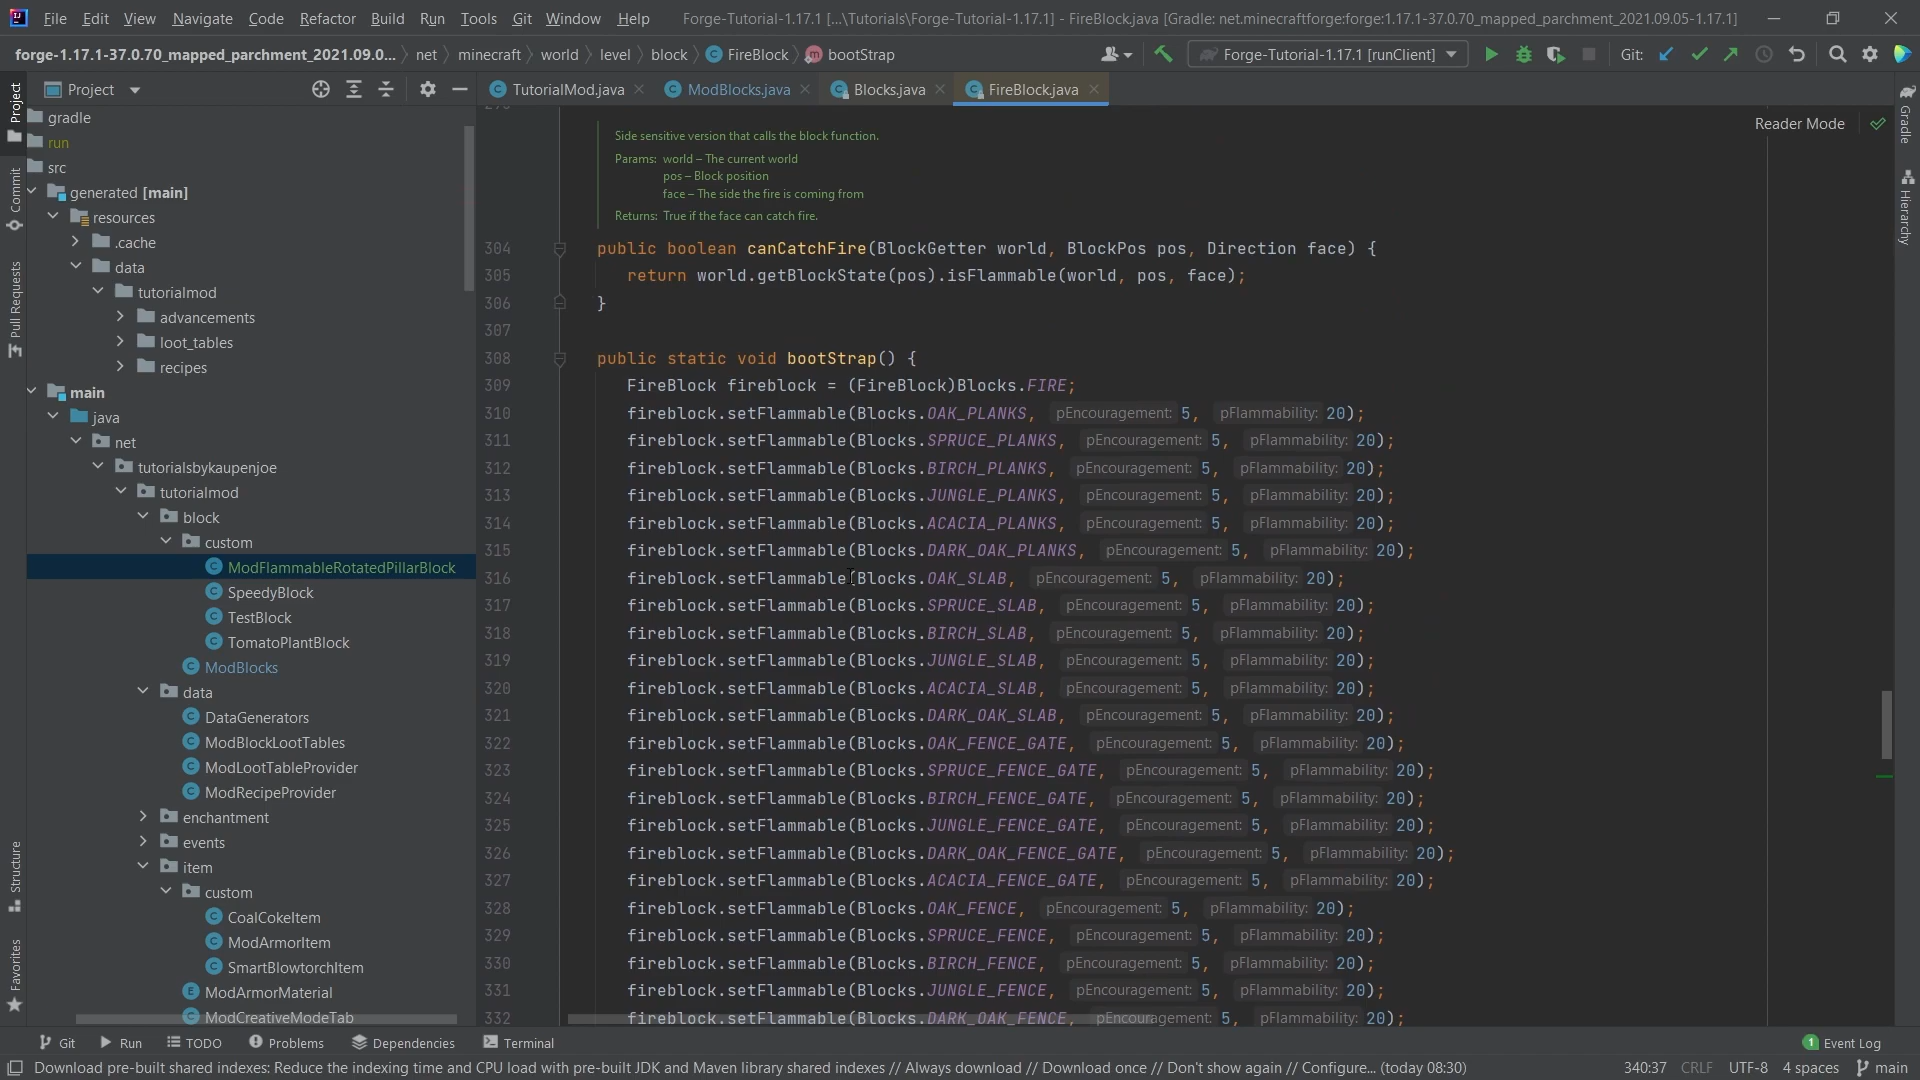 File Edit View Navigate Code Refactor Build Run Tools Git Window Help Forge-Tutorial-1.17.1 [...\Tutorials\Forge-Tutorial-1.17.1] - FireBlock.java [Gradle: net.minecraftforge:forge:1.17.1-37.0.70_mapped_parchment_2021.09.05-1.17.1]
forge-1.17.1-37.0.70_mapped_parchment_2021.09.0... net minecraft world level block FireBlock bootStrap Forge-Tutorial-1.17.1 [runClient] Git:
Project TutorialMod.java ModBlocks.java Blocks.java FireBlock.java
Project
Commit
Pull Requests
Structure
Favorites
gradle
run
src
generated [main]
resources
.cache
data
tutorialmod
advancements
loot_tables
recipes
main
java
net
tutorialsbykaupenjoe
tutorialmod
block
custom
ModFlammableRotatedPillarBlock
SpeedyBlock
TestBlock
TomatoPlantBlock
ModBlocks
data
DataGenerators
ModBlockLootTables
ModLootTableProvider
ModRecipeProvider
enchantment
events
item
custom
CoalCokeItem
ModArmorItem
SmartBlowtorchItem
ModArmorMaterial
ModCreativeModeTab
Reader Mode
Side sensitive version that calls the block function.
Params: world – The current world
pos – Block position
face – The side the fire is coming from
Returns: True if the face can catch fire.
304 public boolean canCatchFire(BlockGetter world, BlockPos pos, Direction face) {
305 return world.getBlockState(pos).isFlammable(world, pos, face);
306 }
307
308 public static void bootStrap() {
309 FireBlock fireblock = (FireBlock)Blocks.FIRE;
310 fireblock.setFlammable(Blocks.OAK_PLANKS, pEncouragement: 5, pFlammability: 20);
311 fireblock.setFlammable(Blocks.SPRUCE_PLANKS, pEncouragement: 5, pFlammability: 20);
312 fireblock.setFlammable(Blocks.BIRCH_PLANKS, pEncouragement: 5, pFlammability: 20);
313 fireblock.setFlammable(Blocks.JUNGLE_PLANKS, pEncouragement: 5, pFlammability: 20);
314 fireblock.setFlammable(Blocks.ACACIA_PLANKS, pEncouragement: 5, pFlammability: 20);
315 fireblock.setFlammable(Blocks.DARK_OAK_PLANKS, pEncouragement: 5, pFlammability: 20);
316 fireblock.setFlammable(Blocks.OAK_SLAB, pEncouragement: 5, pFlammability: 20);
317 fireblock.setFlammable(Blocks.SPRUCE_SLAB, pEncouragement: 5, pFlammability: 20);
318 fireblock.setFlammable(Blocks.BIRCH_SLAB, pEncouragement: 5, pFlammability: 20);
319 fireblock.setFlammable(Blocks.JUNGLE_SLAB, pEncouragement: 5, pFlammability: 20);
320 fireblock.setFlammable(Blocks.ACACIA_SLAB, pEncouragement: 5, pFlammability: 20);
321 fireblock.setFlammable(Blocks.DARK_OAK_SLAB, pEncouragement: 5, pFlammability: 20);
322 fireblock.setFlammable(Blocks.OAK_FENCE_GATE, pEncouragement: 5, pFlammability: 20);
323 fireblock.setFlammable(Blocks.SPRUCE_FENCE_GATE, pEncouragement: 5, pFlammability: 20);
324 fireblock.setFlammable(Blocks.BIRCH_FENCE_GATE, pEncouragement: 5, pFlammability: 20);
325 fireblock.setFlammable(Blocks.JUNGLE_FENCE_GATE, pEncouragement: 5, pFlammability: 20);
326 fireblock.setFlammable(Blocks.DARK_OAK_FENCE_GATE, pEncouragement: 5, pFlammability: 20);
327 fireblock.setFlammable(Blocks.ACACIA_FENCE_GATE, pEncouragement: 5, pFlammability: 20);
328 fireblock.setFlammable(Blocks.OAK_FENCE, pEncouragement: 5, pFlammability: 20);
329 fireblock.setFlammable(Blocks.SPRUCE_FENCE, pEncouragement: 5, pFlammability: 20);
330 fireblock.setFlammable(Blocks.BIRCH_FENCE, pEncouragement: 5, pFlammability: 20);
331 fireblock.setFlammable(Blocks.JUNGLE_FENCE, pEncouragement: 5, pFlammability: 20);
332 fireblock.setFlammable(Blocks.DARK_OAK_FENCE, pEncouragement: 5, pFlammability: 20);
Gradle
Hierarchy
Git Run TODO Problems Dependencies Terminal 1 Event Log
Download pre-built shared indexes: Reduce the indexing time and CPU load with pre-built JDK and Maven library shared indexes // Always download // Download once // Don't show again // Configure... (today 08:30) 340:37 CRLF UTF-8 4 spaces main